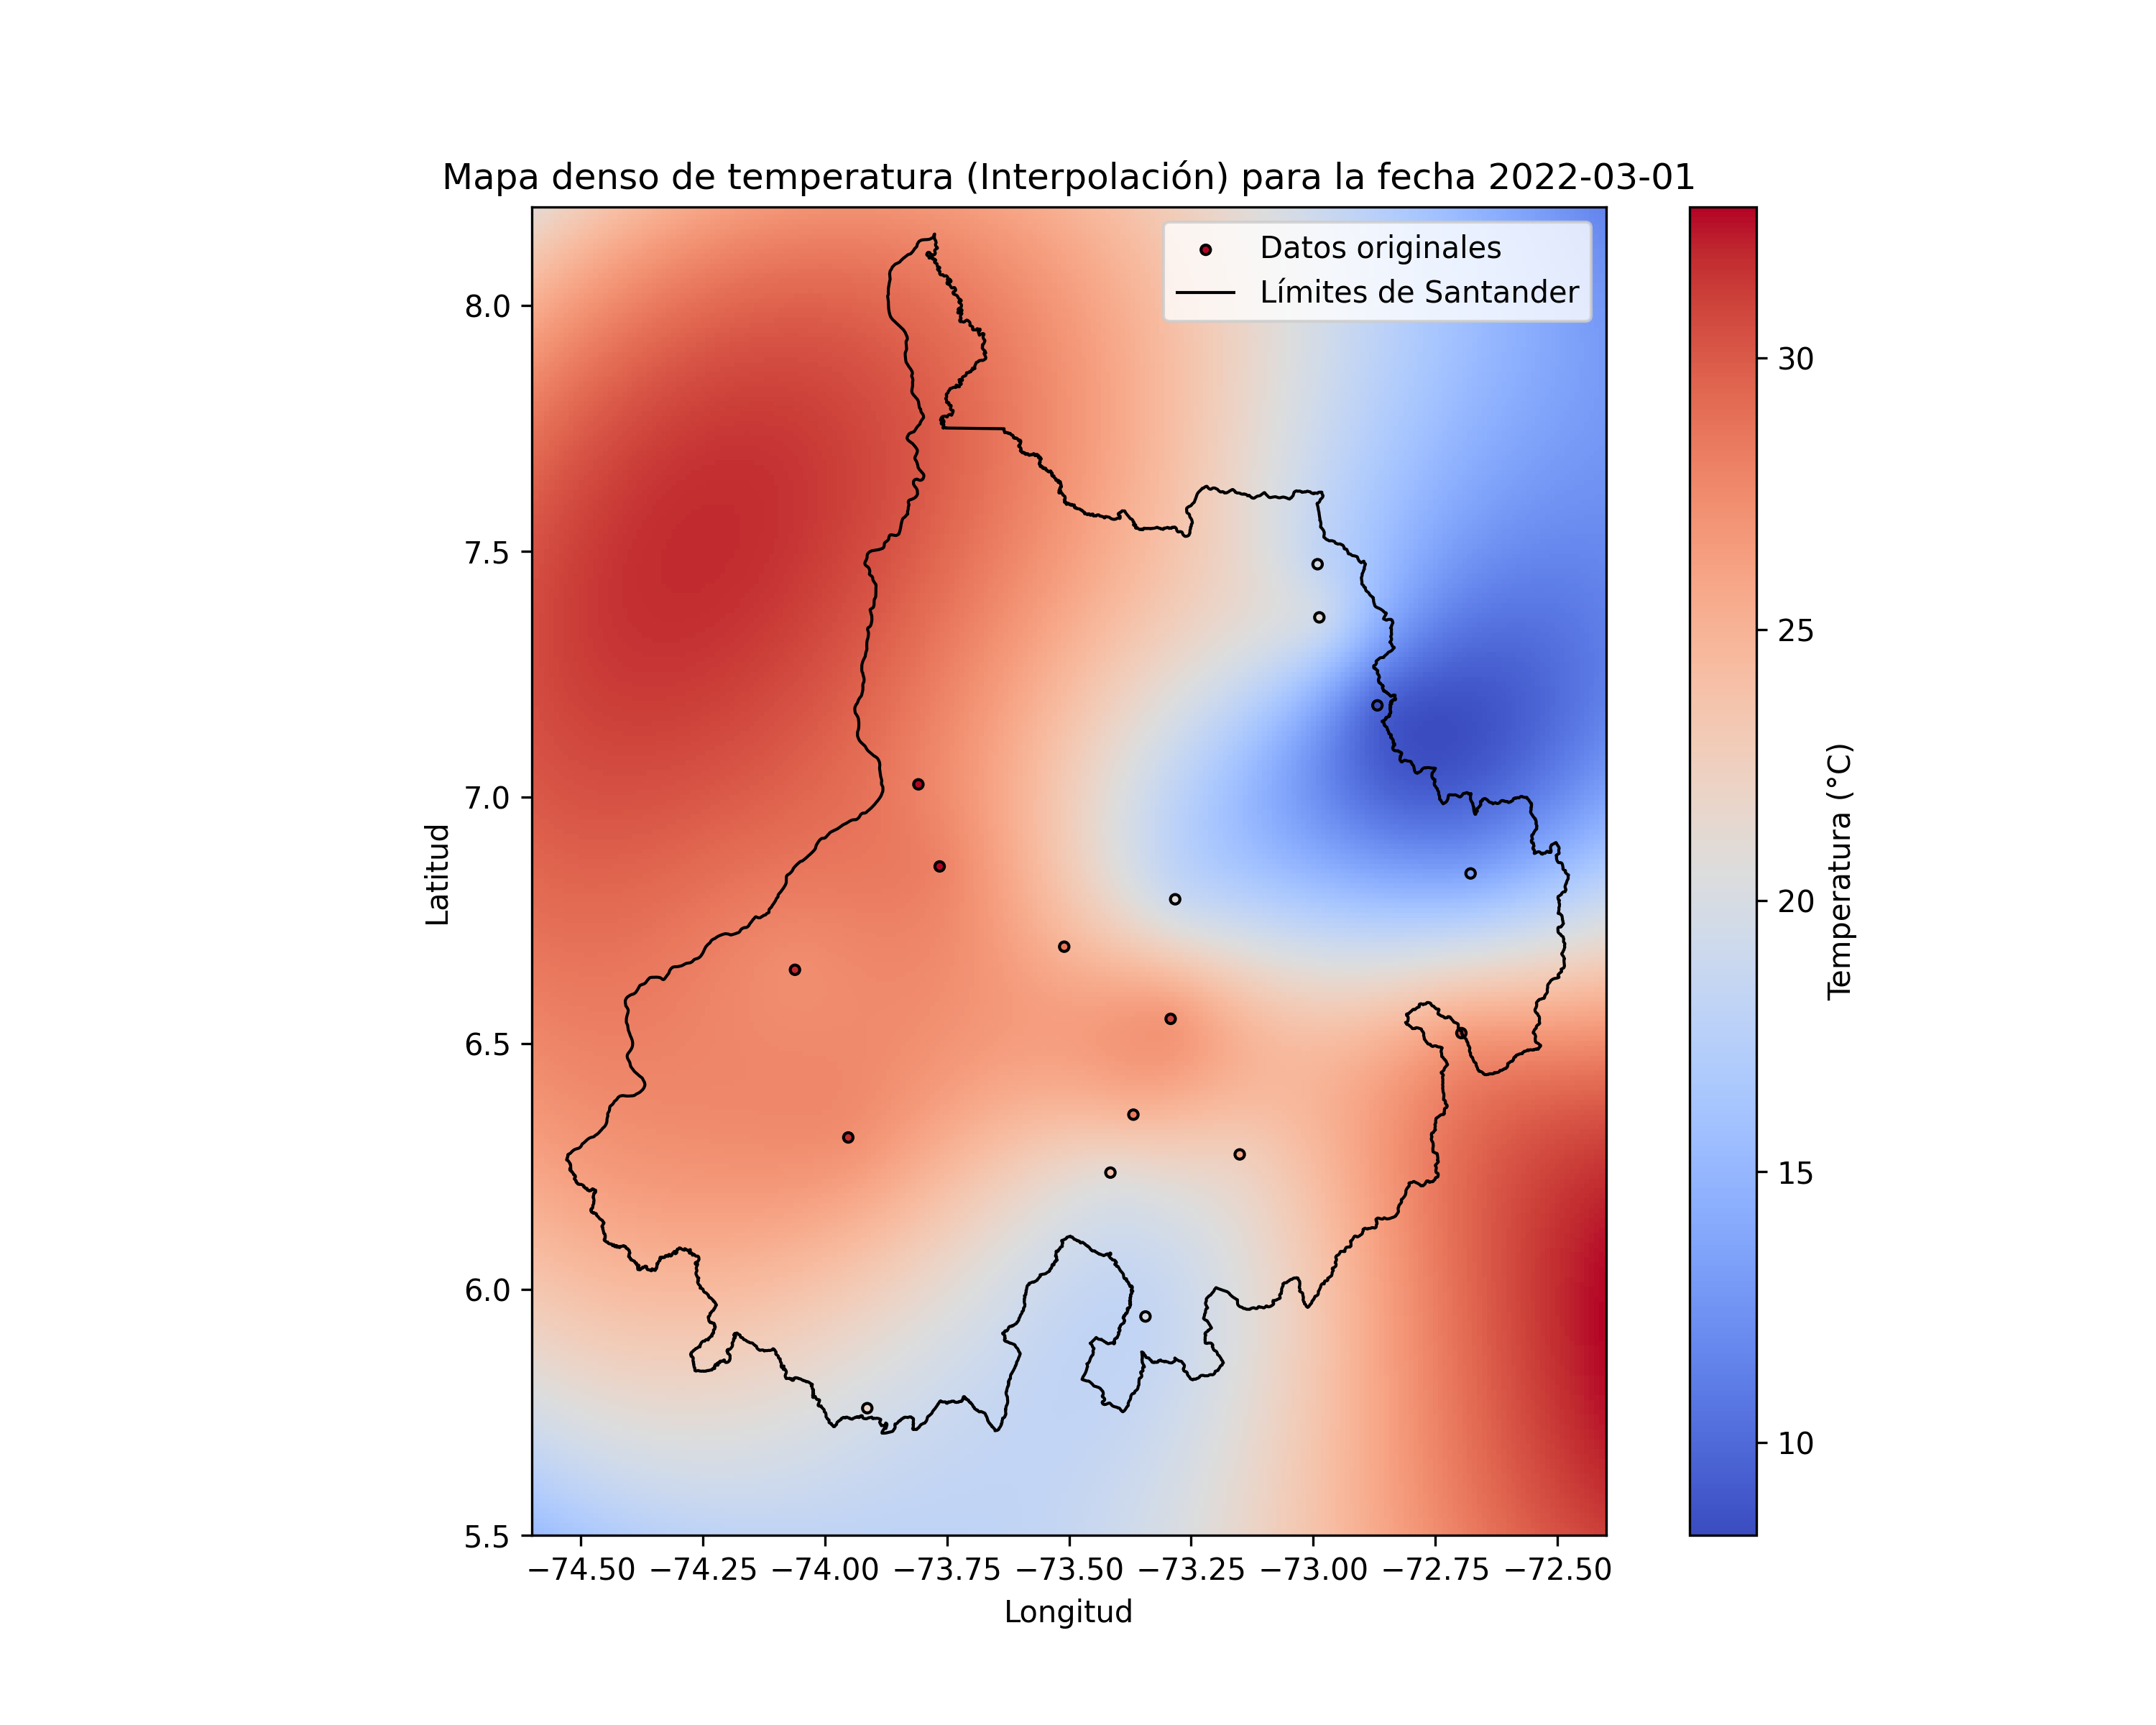 Mapa denso de temperatura (Interpolación) para la fecha 2022-03-01
Datos originales
Límites de Santander
8.0
7.5
7.0
6.5
6.0
5.5
Latitud
−74.50 −74.25 −74.00 −73.75 −73.50 −73.25 −73.00 −72.75 −72.50
Longitud
30
25
20
15
10
Temperatura (°C)